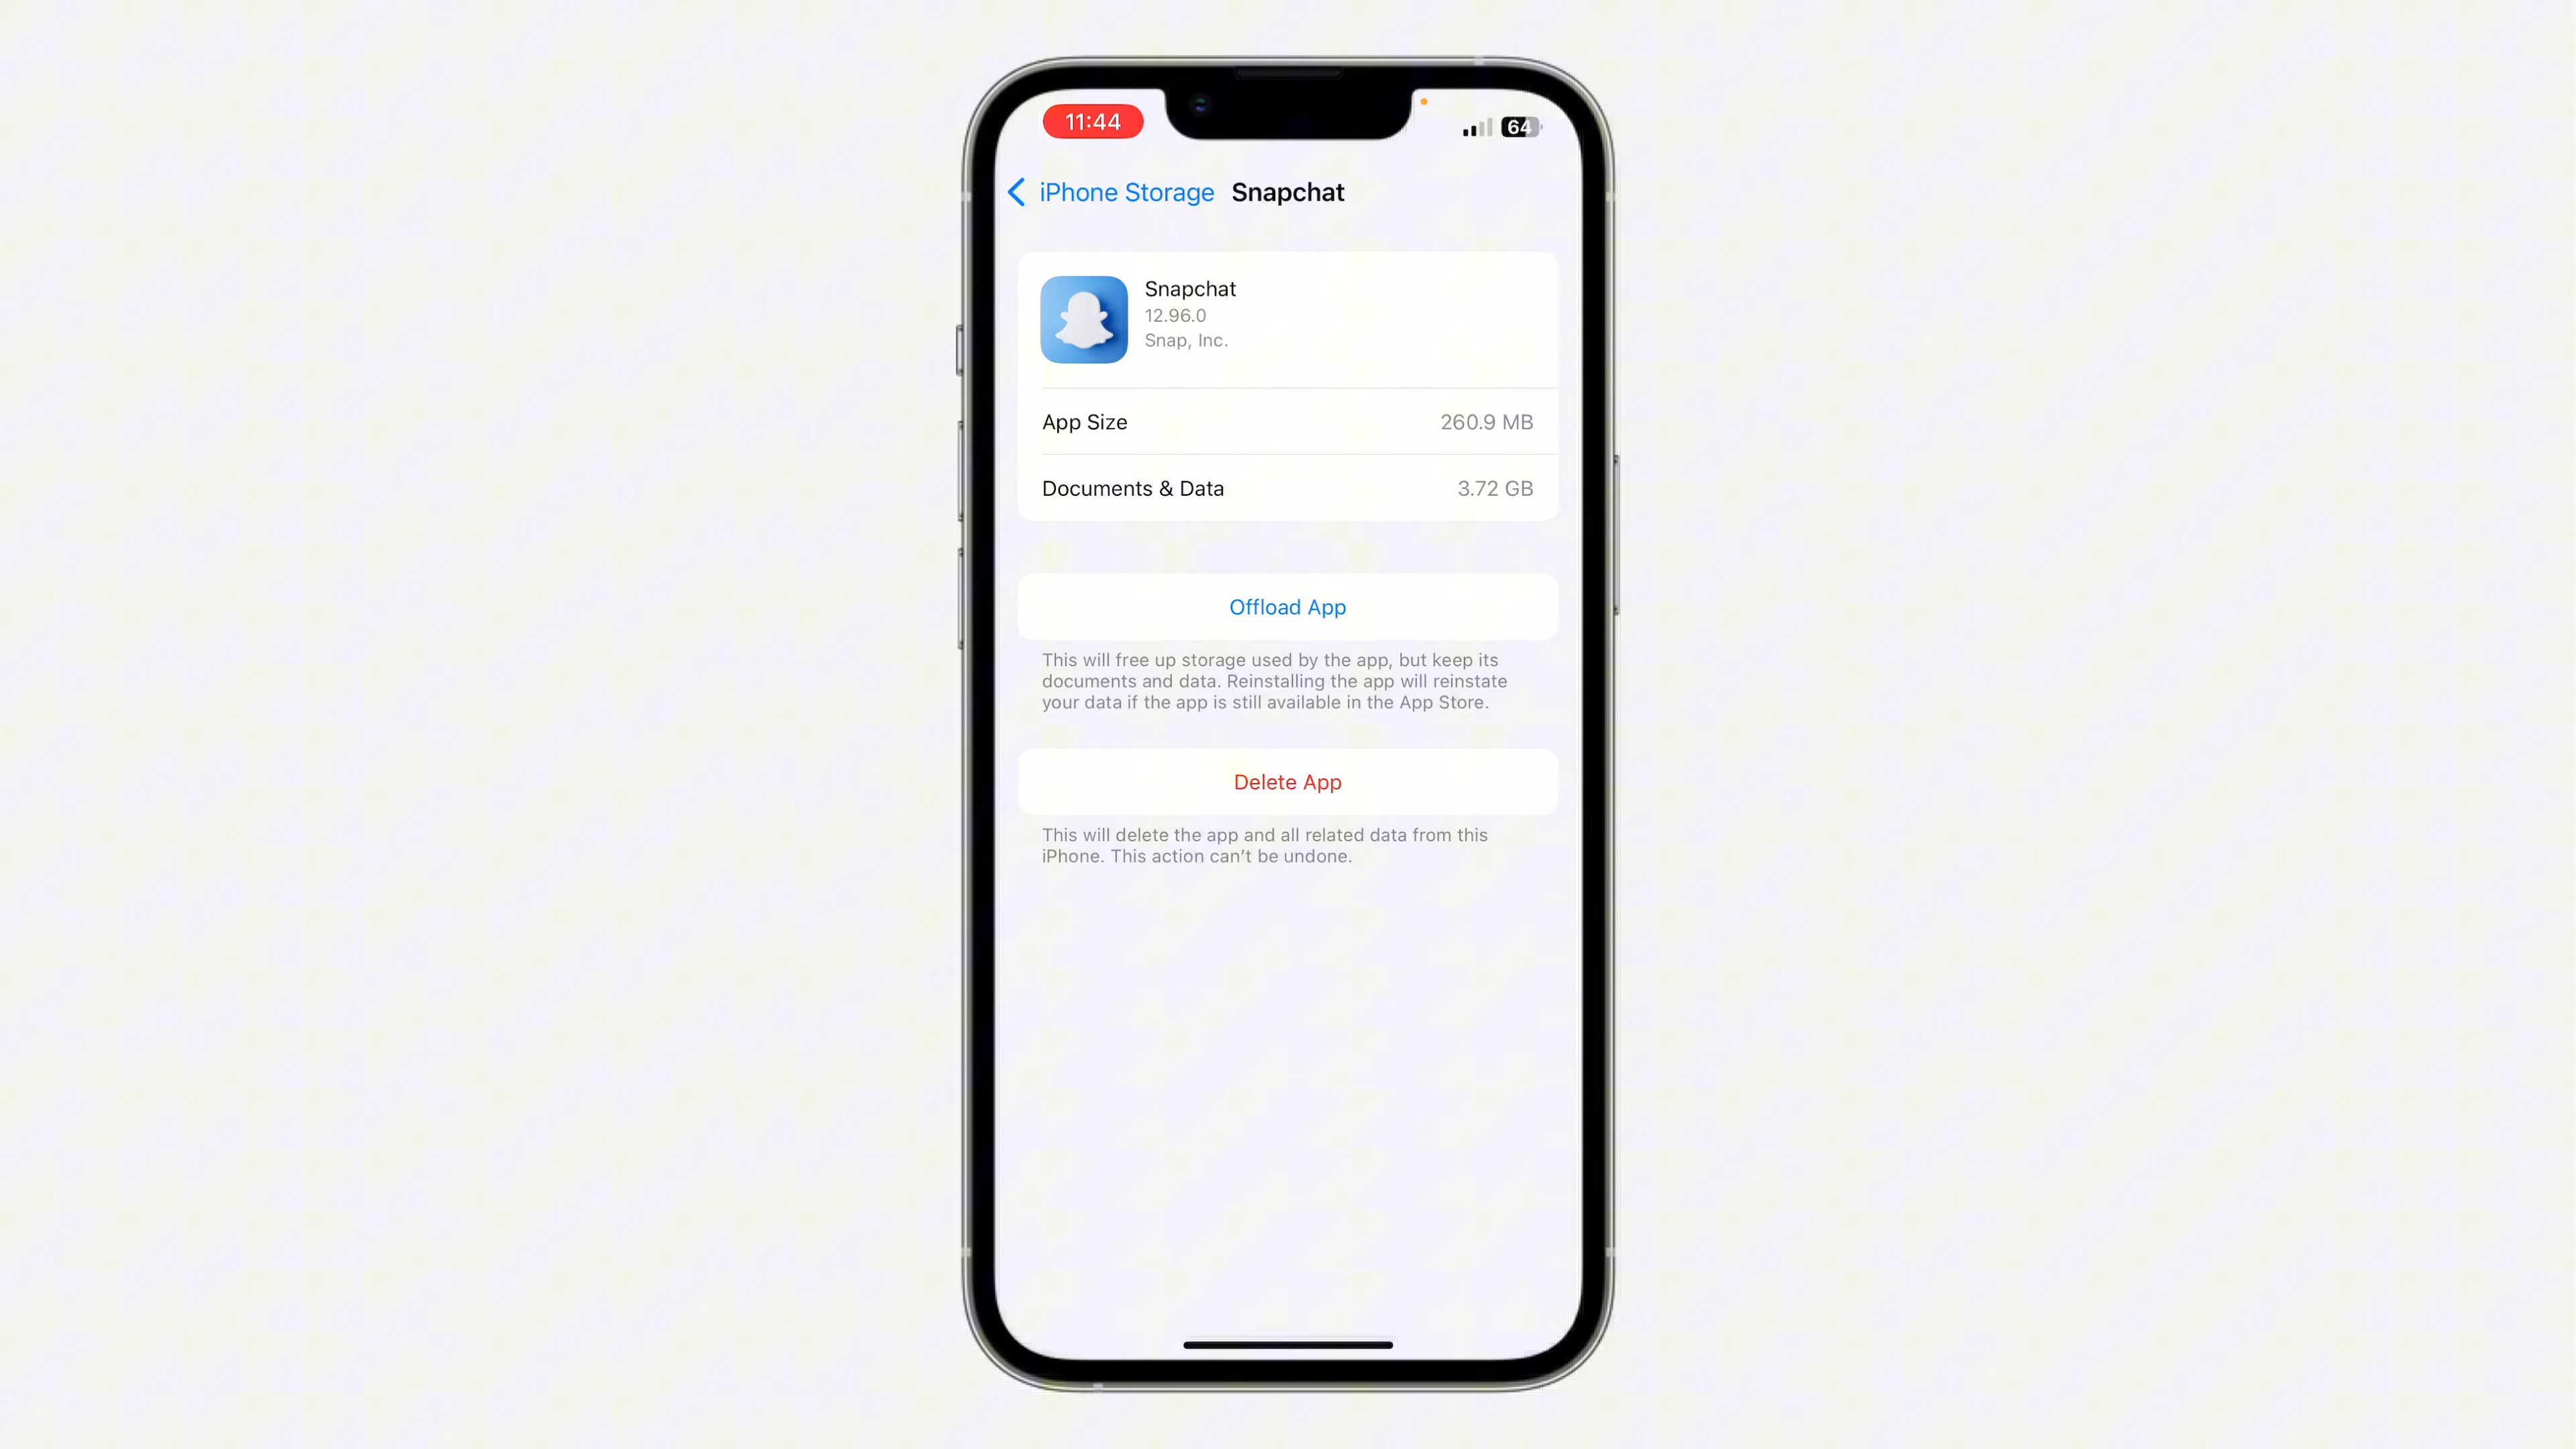 11:44
64
iPhone Storage Snapchat
Snapchat
12.96.0
Snap, Inc.
App Size 260.9 MB
Documents & Data 3.72 GB
Offload App
This will free up storage used by the app, but keep its
documents and data. Reinstalling the app will reinstate
your data if the app is still available in the App Store.
Delete App
This will delete the app and all related data from this
iPhone. This action can’t be undone.